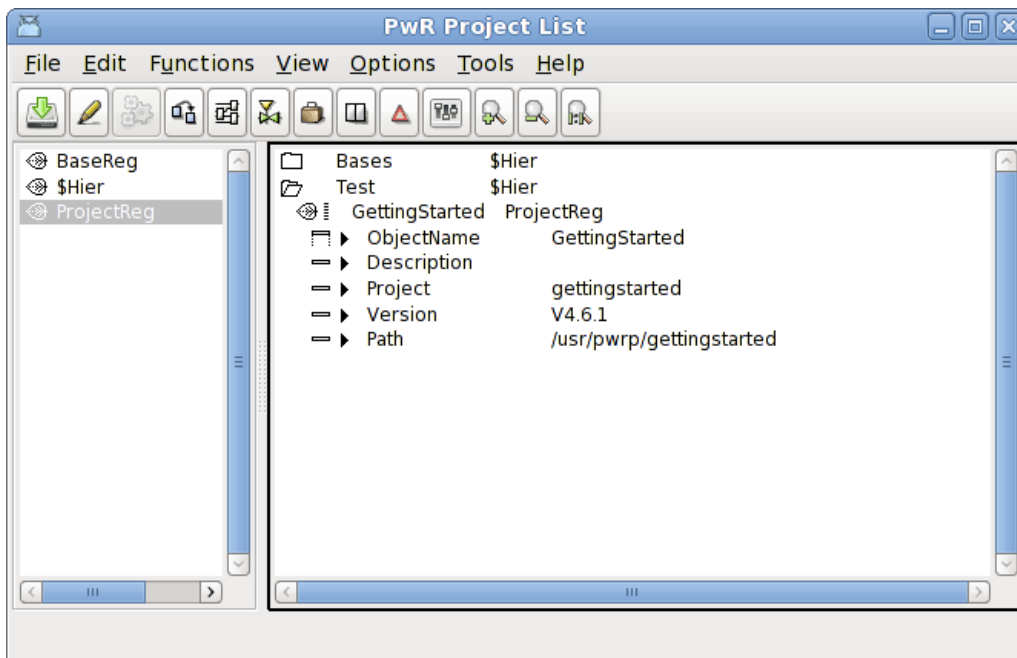 PwR Project List
File Edit Functions View Options Tools Help
BaseReg
$Hier
ProjectReg
Bases $Hier
Test $Hier
GettingStarted ProjectReg
ObjectName GettingStarted
Description
Project gettingstarted
Version V4.6.1
Path /usr/pwrp/gettingstarted